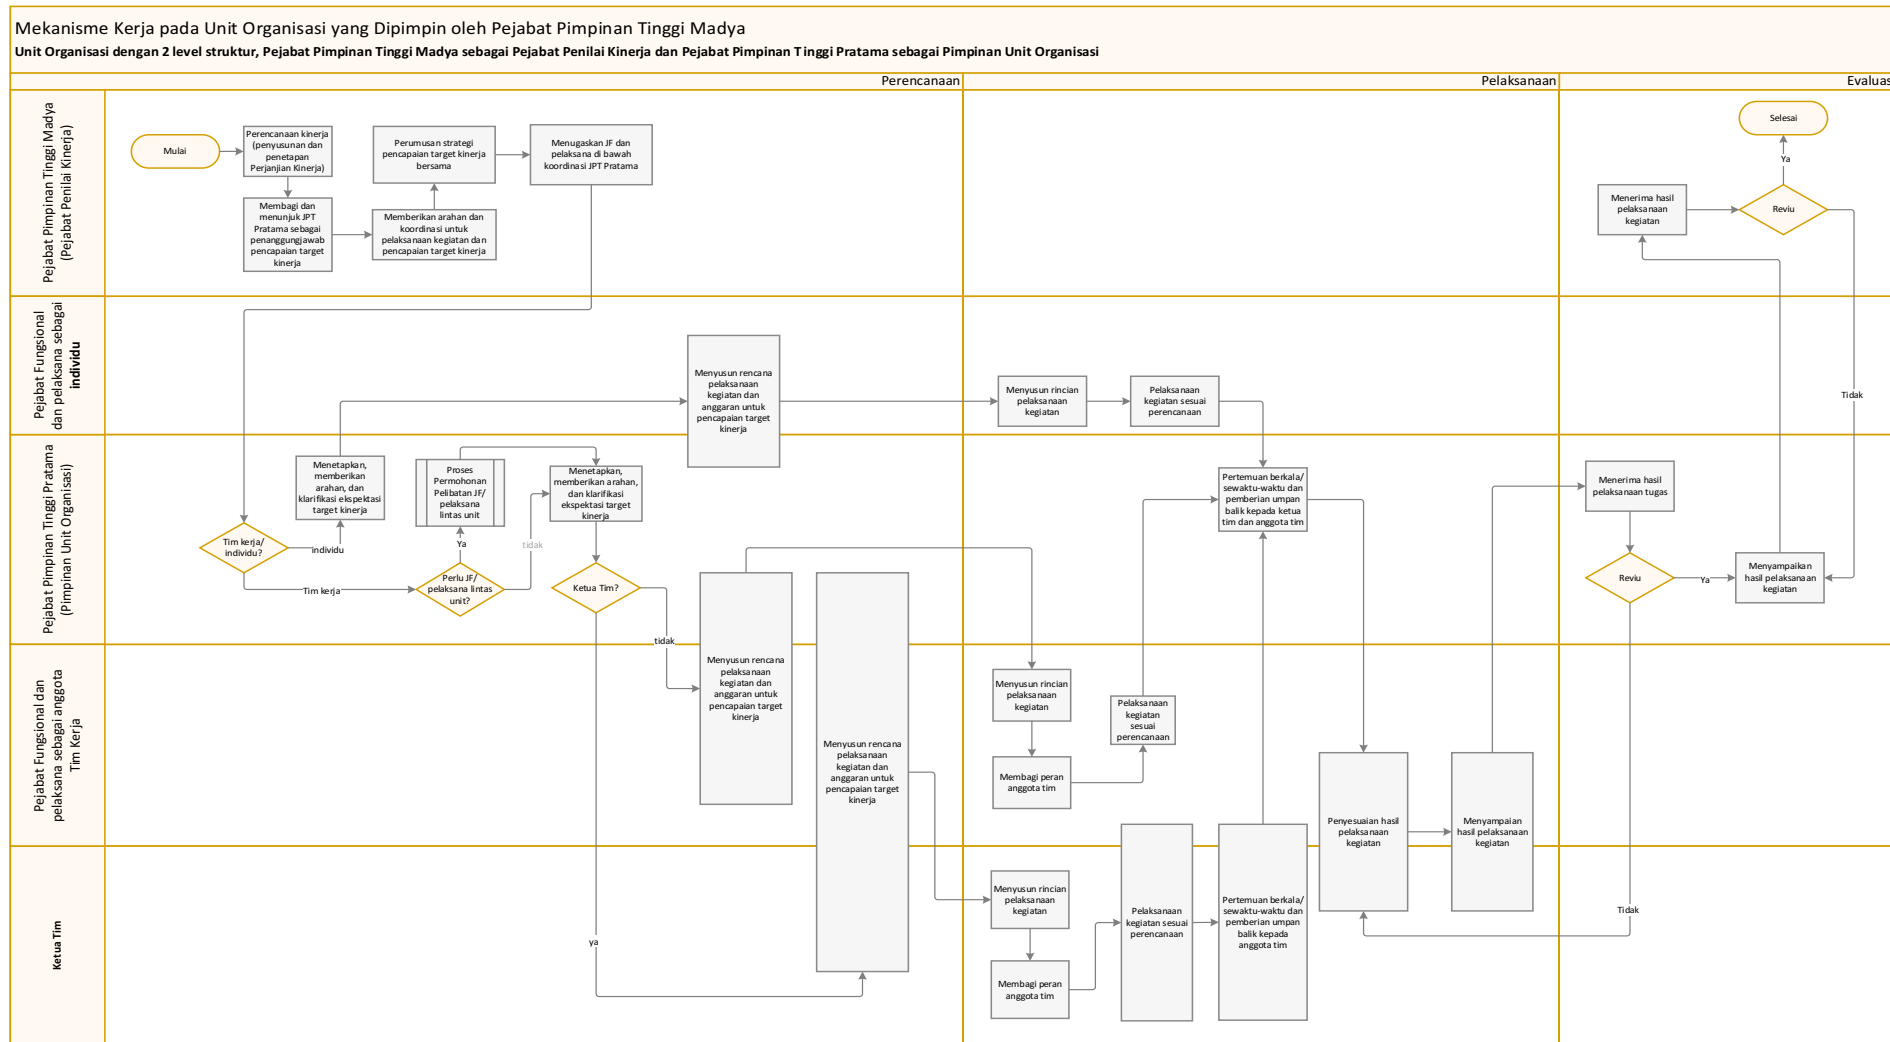 Mekanisme Kerja pada Unit Organisasi yang Dipimpin oleh Pejabat Pimpinan Tinggi Madya
Unit Organisasi dengan 2 level struktur, Pejabat Pimpinan Tinggi Madya sebagai Pejabat Penilai Kinerja dan Pejabat Pimpinan Tinggi Pratama sebagai Pimpinan Unit Organisasi
Perencanaan
Pelaksanaan
Evaluas
Pejabat Pimpinan Tinggi Madya
(Pejabat Penilai Kinerja)
Mulai
Perencanaan kinerja
(penyusunan dan
penetapan
Perjanjian Kinerja)
Membagi dan
menunjuk JPT
Pratama sebagai
penanggungjawab
pencapaian target
kinerja
Perumusan strategi
pencapaian target kinerja
bersama
Memberikan arahan dan
koordinasi untuk
pelaksanaan kegiatan dan
pencapaian target kinerja
Menugaskan JF dan
pelaksana di bawah
koordinasi JPT Pratama
Selesai
Ya
Menerima hasil
pelaksanaan
kegiatan
Reviu
Tidak
Pejabat Fungsional
dan pelaksana sebagai
individu
Menyusun rencana
pelaksanaan
kegiatan dan
anggaran untuk
pencapaian target
kinerja
Menyusun rincian
pelaksanaan
kegiatan
Pelaksanaan
kegiatan sesuai
perencanaan
Pejabat Pimpinan Tinggi Pratama
(Pimpinan Unit Organisasi)
Tim kerja/
individu?
individu
Tim kerja
Menetapkan,
memberikan arahan,
dan
klarifikasi ekspektasi
target kinerja
Proses
Permohonan
Pelibatan JF/
pelaksana
lintas unit
Ya
Perlu JF/
pelaksana lintas
unit?
tidak
Menetapkan,
memberikan arahan,
dan klarifikasi
ekspektasi target
kinerja
Ketua Tim?
tidak
ya
Pertemuan berkala/
sewaktu-waktu dan
pemberian umpan
balik kepada ketua
tim dan anggota tim
Menerima hasil
pelaksanaan tugas
Reviu
Ya
Menyampaikan
hasil pelaksanaan
kegiatan
Tidak
Pejabat Fungsional dan
pelaksana sebagai anggota
Tim Kerja
Menyusun rencana
pelaksanaan
kegiatan dan
anggaran untuk
pencapaian target
kinerja
Menyusun rencana
pelaksanaan
kegiatan dan
anggaran untuk
pencapaian target
kinerja
Menyusun rincian
pelaksanaan
kegiatan
Membagi peran
anggota tim
Pelaksanaan
kegiatan
sesuai
perencanaan
Penyesuaian hasil
pelaksanaan
kegiatan
Menyampaian
hasil pelaksanaan
kegiatan
Ketua Tim
Menyusun rincian
pelaksanaan
kegiatan
Membagi peran
anggota tim
Pelaksanaan
kegiatan sesuai
perencanaan
Pertemuan berkala/
sewaktu-waktu dan
pemberian umpan
balik kepada
anggota tim